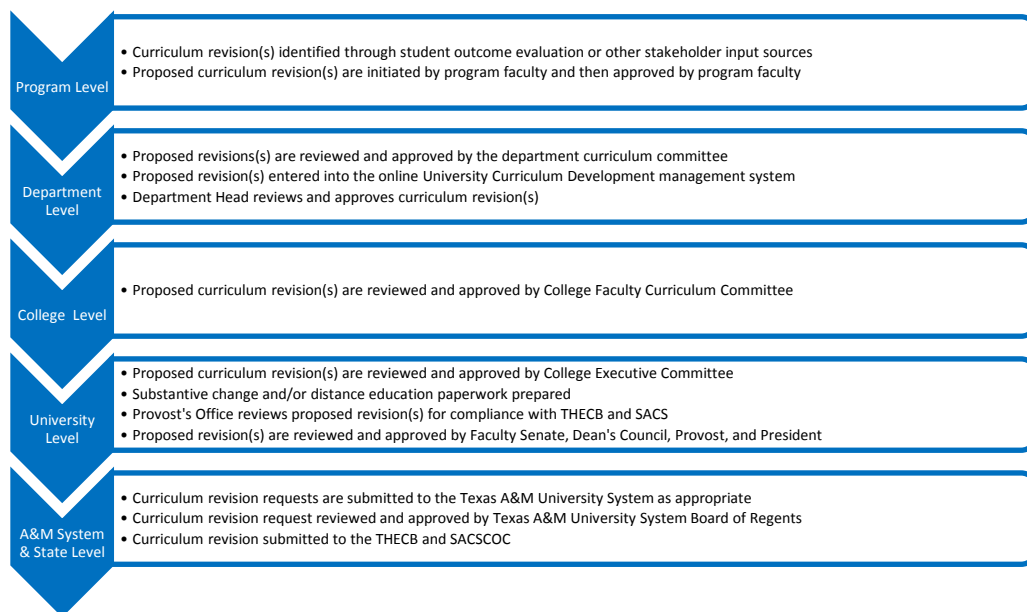 Program Level
• Curriculum revision(s) identified through student outcome evaluation or other stakeholder input sources
• Proposed curriculum revision(s) are initiated by program faculty and then approved by program faculty
Department
Level
• Proposed revisions(s) are reviewed and approved by the department curriculum committee
• Proposed revision(s) entered into the online University Curriculum Development management system
• Department Head reviews and approves curriculum revision(s)
College Level
• Proposed curriculum revision(s) are reviewed and approved by College Faculty Curriculum Committee
University
Level
• Proposed curriculum revision(s) are reviewed and approved by College Executive Committee
• Substantive change and/or distance education paperwork prepared
• Provost's Office reviews proposed revision(s) for compliance with THECB and SACS
• Proposed revision(s) are reviewed and approved by Faculty Senate, Dean's Council, Provost, and President
A&M System
& State Level
• Curriculum revision requests are submitted to the Texas A&M University System as appropriate
• Curriculum revision request reviewed and approved by Texas A&M University System Board of Regents
• Curriculum revision submitted to the THECB and SACSCOC